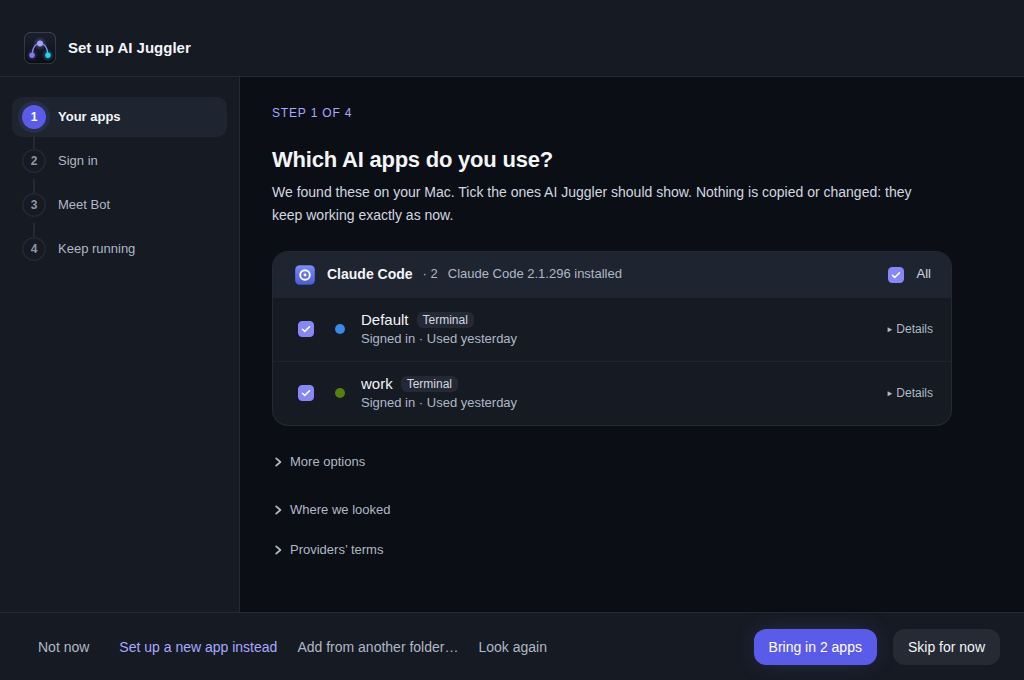 Set up AI Juggler
1 Your apps
2 Sign in
3 Meet Bot
4 Keep running
STEP 1 OF 4
Which AI apps do you use?
We found these on your Mac. Tick the ones AI Juggler should show. Nothing is copied or changed: they
keep working exactly as now.
Claude Code · 2 Claude Code 2.1.296 installed All
Default Terminal
Signed in · Used yesterday
▸ Details
work Terminal
Signed in · Used yesterday
▸ Details
More options
Where we looked
Providers’ terms
Not now Set up a new app instead Add from another folder… Look again Bring in 2 apps Skip for now